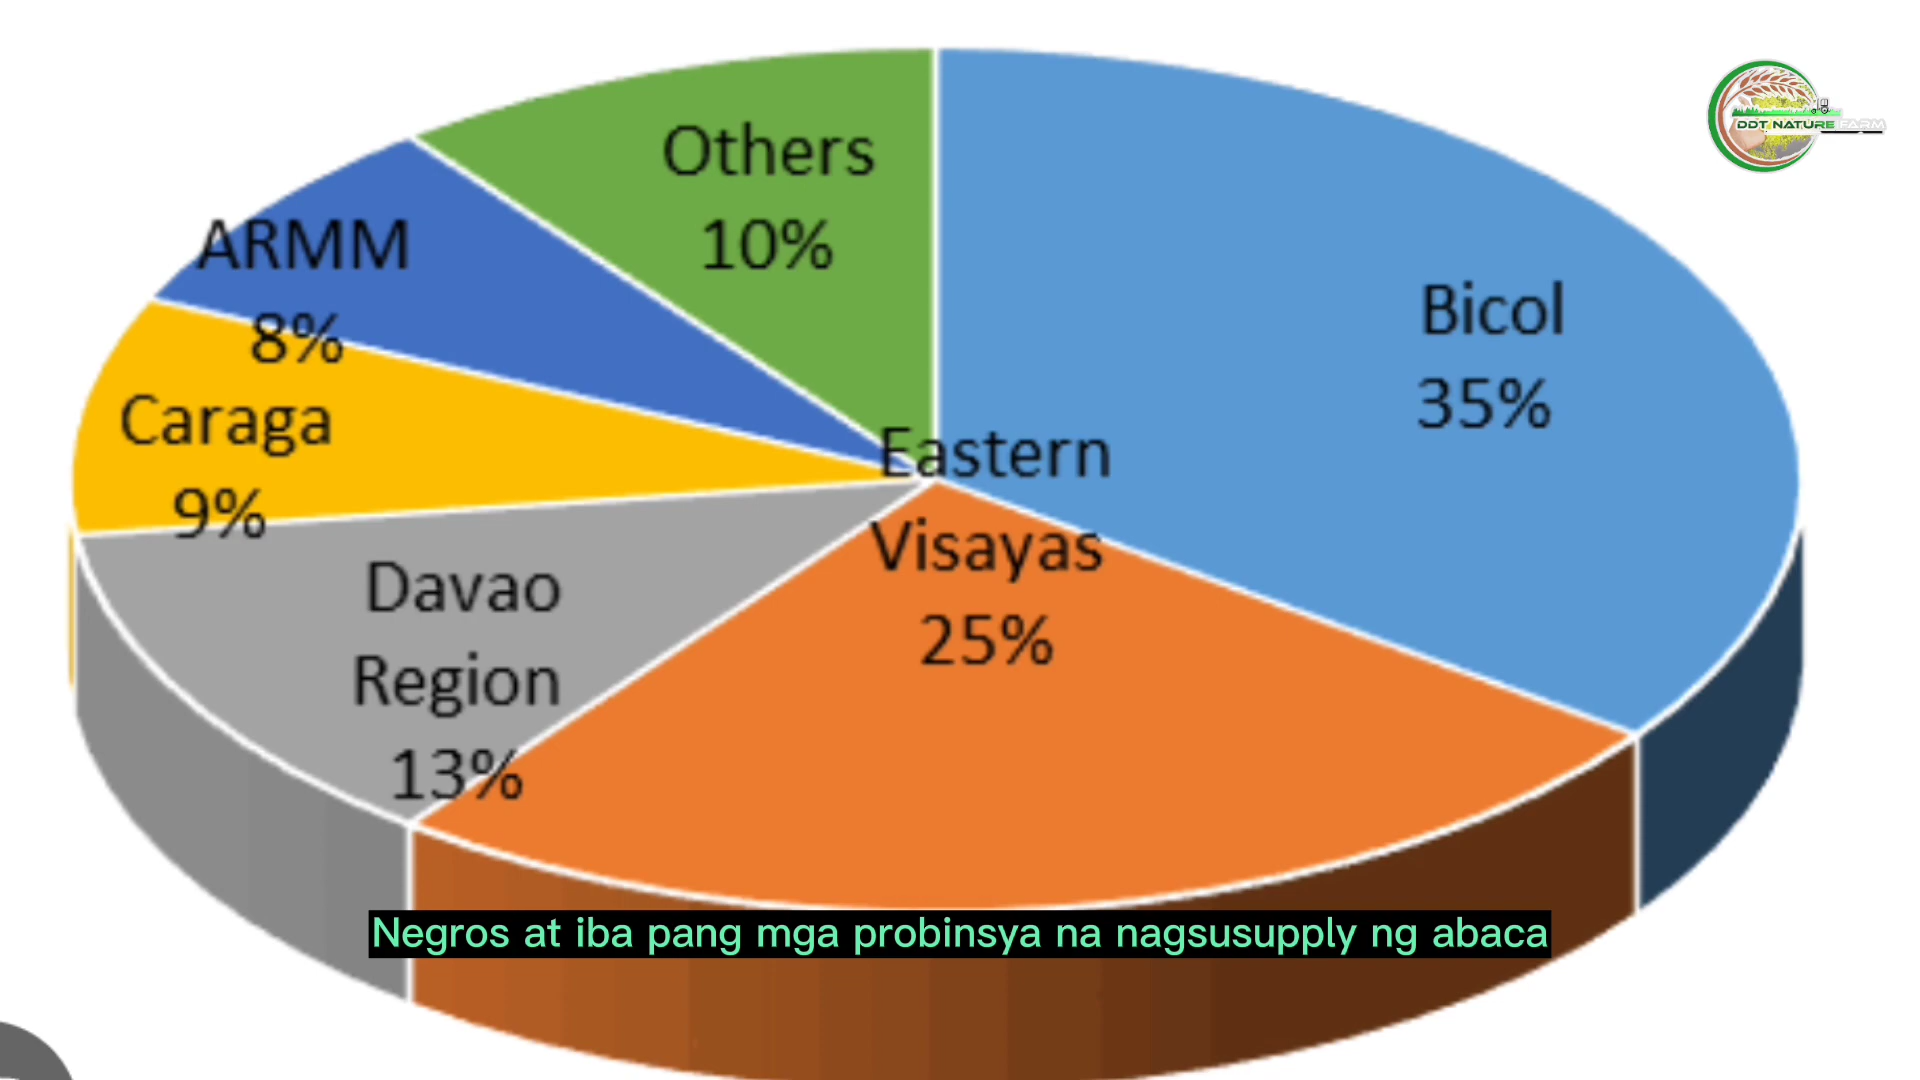 Others
10%
ARMM
8%
Bicol
35%
Caraga
9%
Eastern
Visayas
25%
Davao
Region
13%
DDT NATURE FARM
Negros at iba pang mga probinsya na nagsusupply ng abaca